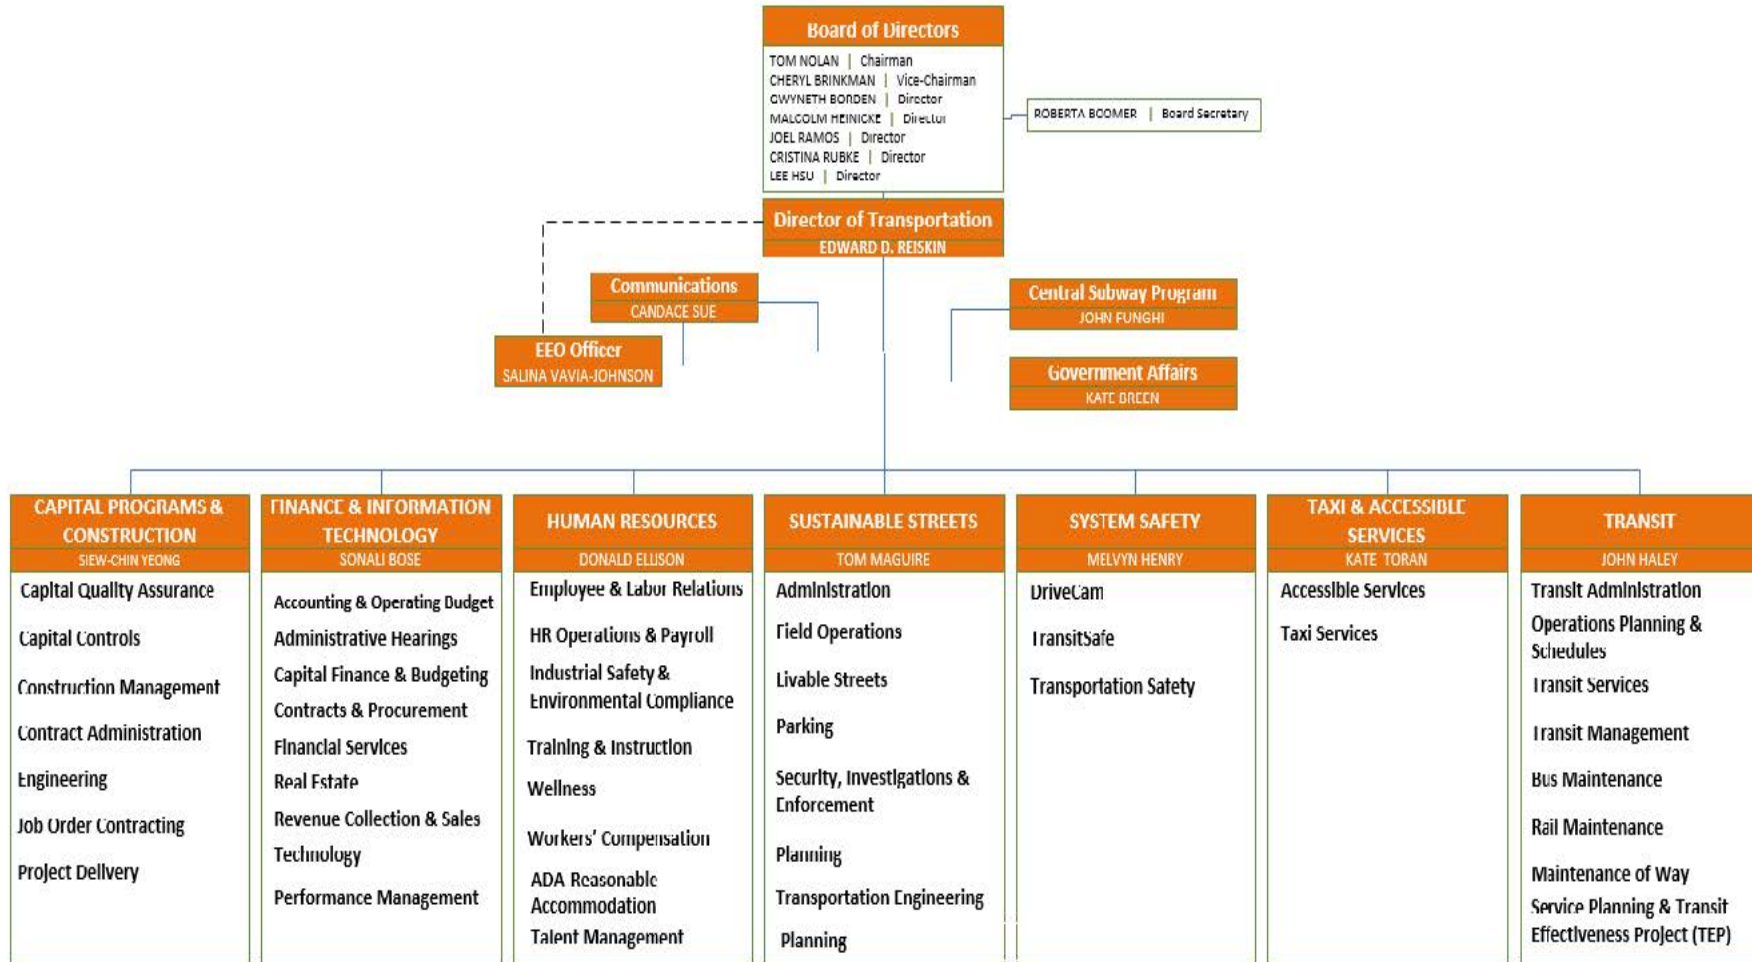 Board of Directors
TOM NOLAN | Chairman
CHERYL BRINKMAN | Vice-Chairman
GWYNETH BORDEN | Director
MALCOLM HEINICKE | Director
JOEL RAMOS | Director
CRISTINA RUBKE | Director
LEE HSU | Director
ROBERTA BOOMER | Board Secretary
Director of Transportation
EDWARD D. REISKIN
Communications
CANDACE SUE
Central Subway Program
JOHN FUNGHI
EEO Officer
SALINA VAVIA-JOHNSON
Government Affairs
KATE BREEN
CAPITAL PROGRAMS &
CONSTRUCTION
SIEW-CHIN YEONG
Capital Quality Assurance
Capital Controls
Construction Management
Contract Administration
Engineering
Job Order Contracting
Project Delivery
FINANCE & INFORMATION
TECHNOLOGY
SONALI BOSE
Accounting & Operating Budget
Administrative Hearings
Capital Finance & Budgeting
Contracts & Procurement
Financial Services
Real Estate
Revenue Collection & Sales
Technology
Performance Management
HUMAN RESOURCES
DONALD ELLISON
Employee & Labor Relations
HR Operations & Payroll
Industrial Safety &
Environmental Compliance
Training & Instruction
Wellness
Workers' Compensation
ADA Reasonable
Accommodation
Talent Management
SUSTAINABLE STREETS
TOM MAGUIRE
Administration
Field Operations
Livable Streets
Parking
Security, Investigations &
Enforcement
Planning
Transportation Engineering
Planning
SYSTEM SAFETY
MELVYN HENRY
DriveCam
TransitSafe
Transportation Safety
TAXI & ACCESSIBLE
SERVICES
KATE TORAN
Accessible Services
Taxi Services
TRANSIT
JOHN HALEY
Transit Administration
Operations Planning &
Schedules
Transit Services
Transit Management
Bus Maintenance
Rail Maintenance
Maintenance of Way
Service Planning & Transit
Effectiveness Project (TEP)